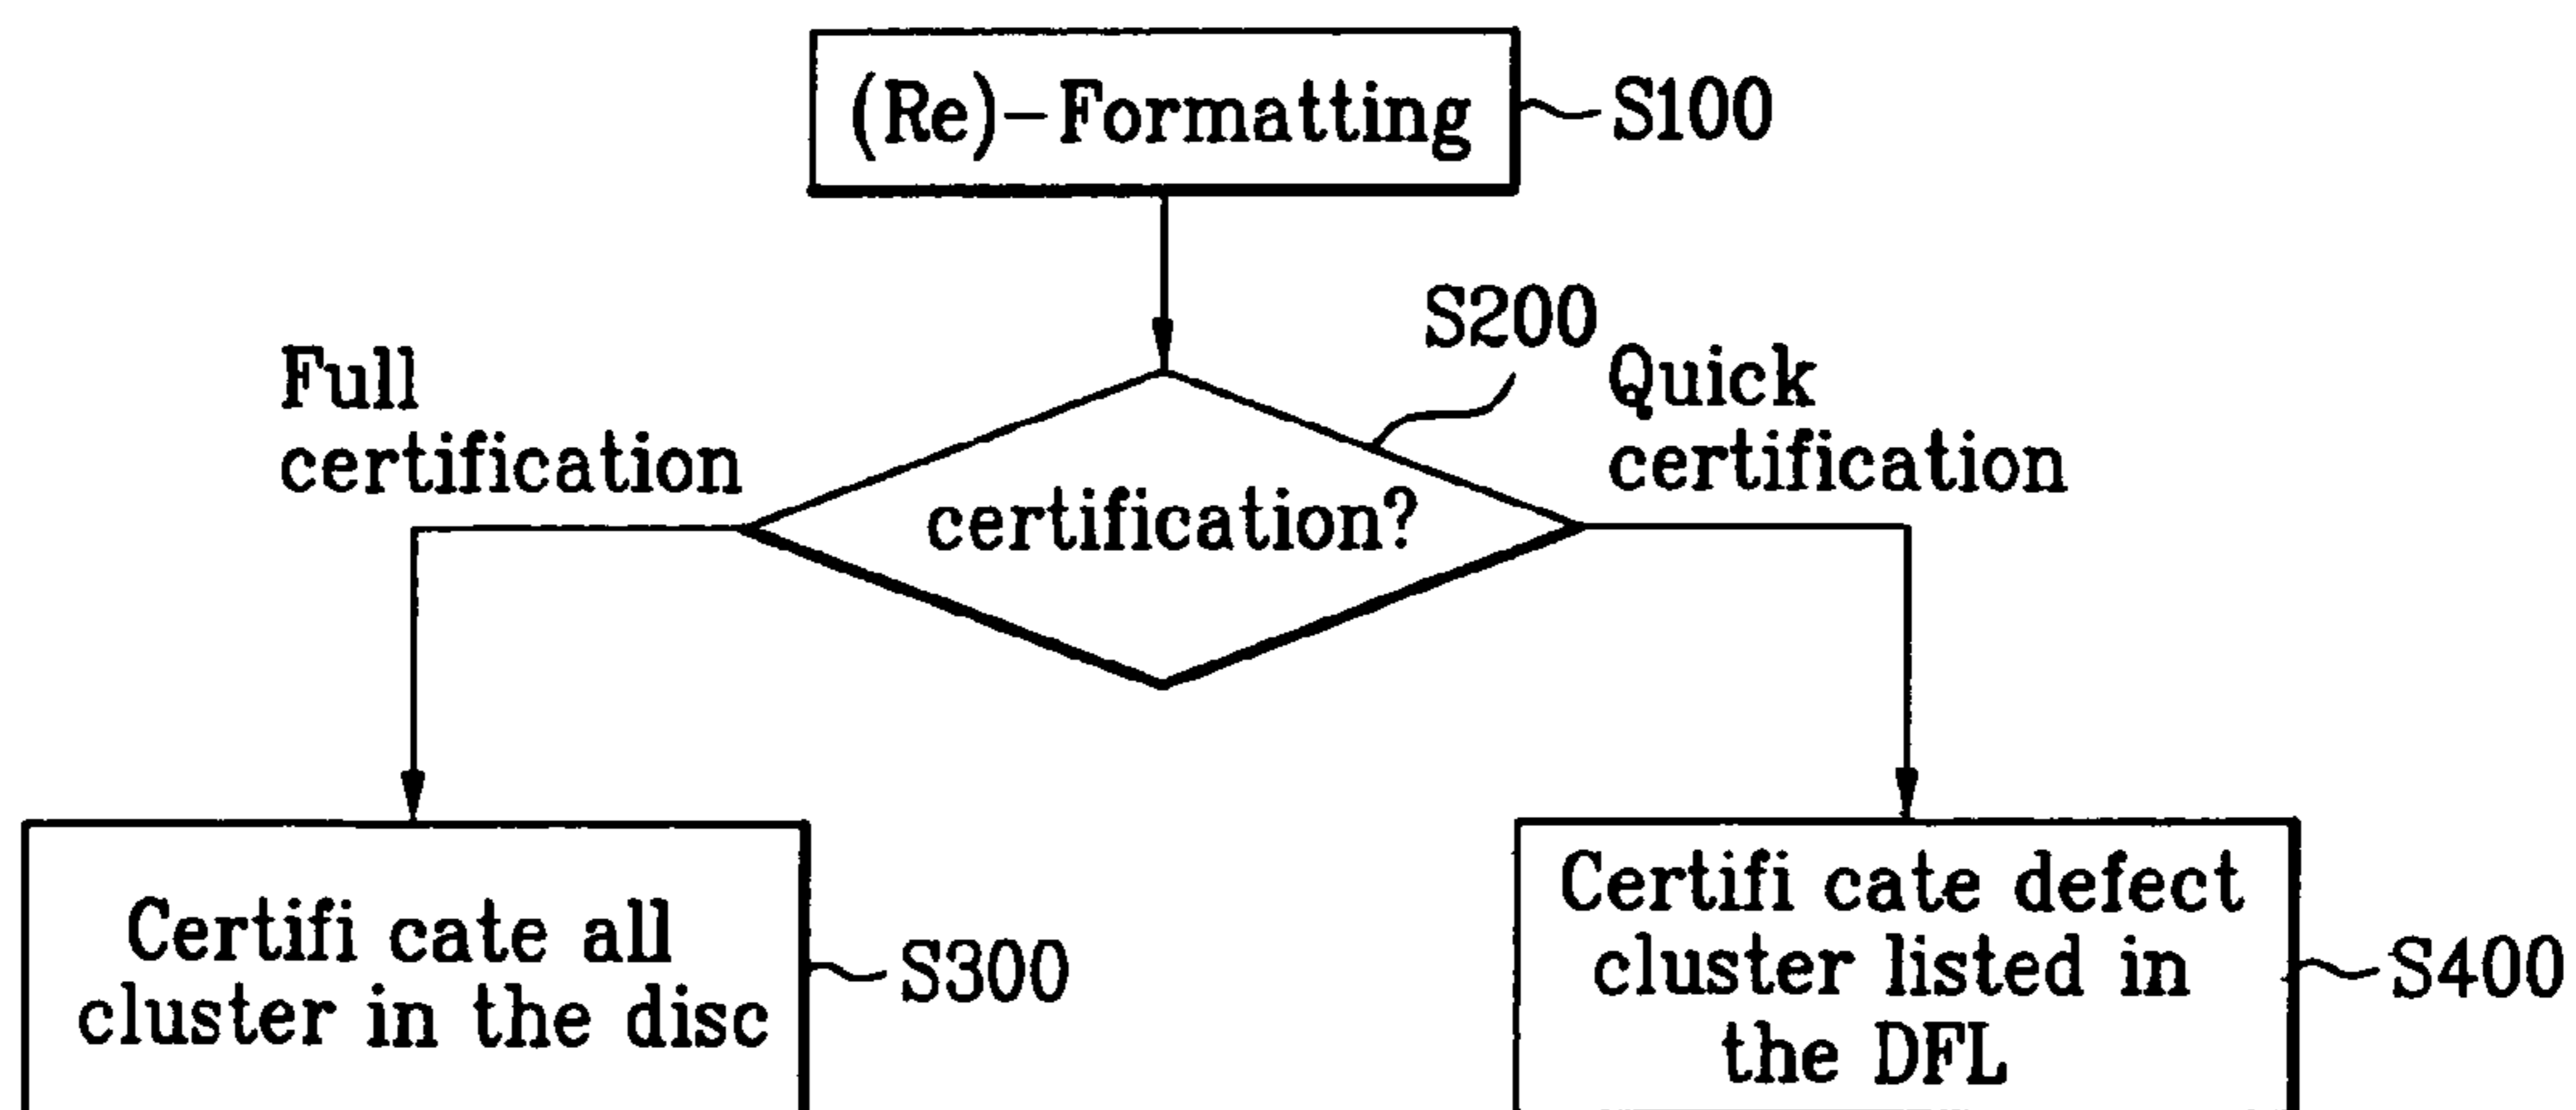 (Re)-Formatting
S100
S200
Full
certification
Quick
certification
certification?
Certifi cate all
cluster in the disc
S300
Certifi cate defect
cluster listed in
the DFL
S400